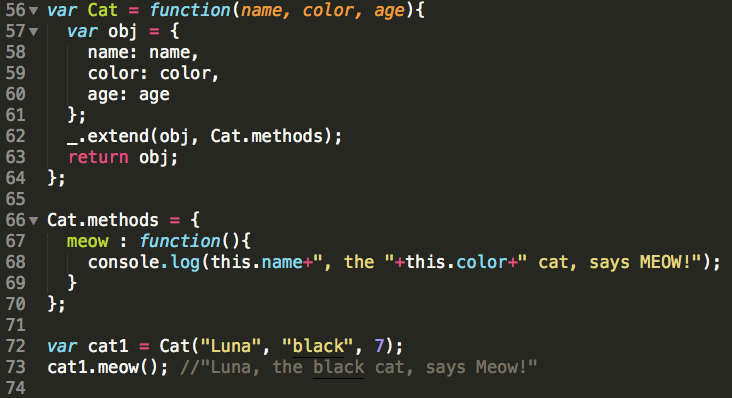 56 var Cat = function(name, color, age){
57   var obj = {
58     name: name,
59     color: color,
60     age: age
61   };
62   _.extend(obj, Cat.methods);
63   return obj;
64 };
65
66 Cat.methods = {
67   meow : function(){
68     console.log(this.name+", the "+this.color+" cat, says MEOW!");
69   }
70 };
71
72 var cat1 = Cat("Luna", "black", 7);
73 cat1.meow(); //"Luna, the black cat, says Meow!"
74